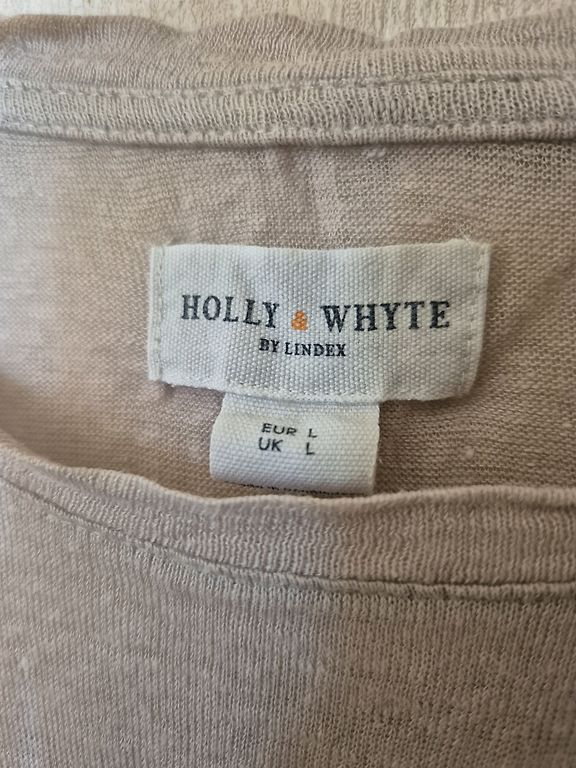 HOLLY & WHYTE
BY LINDEX
EUR L
UK L